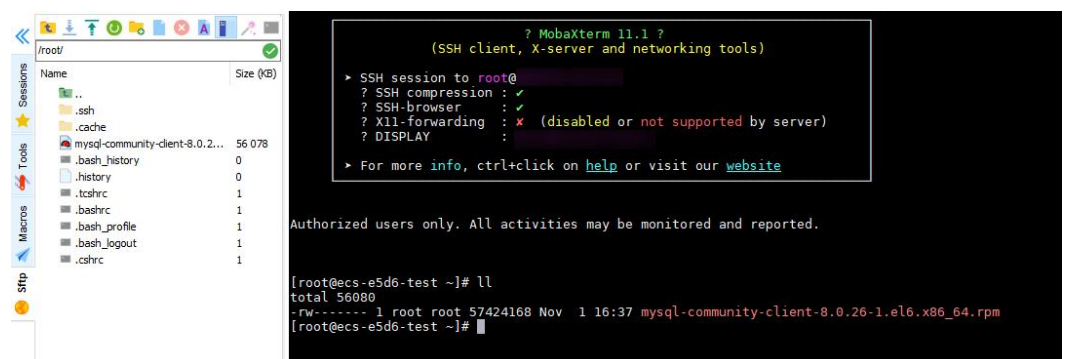 /root/
Name Size (KB)
..
.ssh
.cache
mysql-community-client-8.0.2... 56 078
.bash_history 0
.history 0
.tcshrc 1
.bashrc 1
.bash_profile 1
.bash_logout 1
.cshrc 1
Sessions
Tools
Macros
Sftp
? MobaXterm 11.1 ?
(SSH client, X-server and networking tools)
➤ SSH session to root@
? SSH compression : ✔
? SSH-browser : ✔
? X11-forwarding : ✘ (disabled or not supported by server)
? DISPLAY :
➤ For more info, ctrl+click on help or visit our website
Authorized users only. All activities may be monitored and reported.
[root@ecs-e5d6-test ~]# ll
total 56080
-rw------- 1 root root 57424168 Nov 1 16:37 mysql-community-client-8.0.26-1.el6.x86_64.rpm
[root@ecs-e5d6-test ~]#